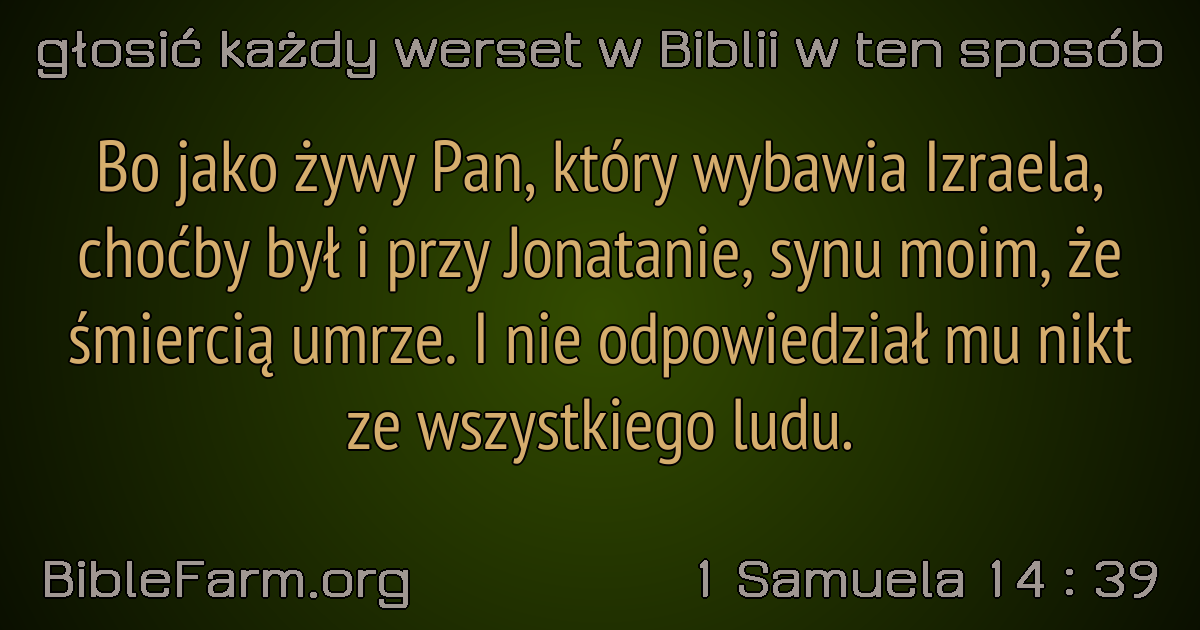 głosić każdy werset w Biblii w ten sposób
Bo jako żywy Pan, który wybawia Izraela,
choćby był i przy Jonatanie, synu moim, że
śmiercią umrze. I nie odpowiedział mu nikt
ze wszystkiego ludu.
BibleFarm.org
1 Samuela 14 : 39